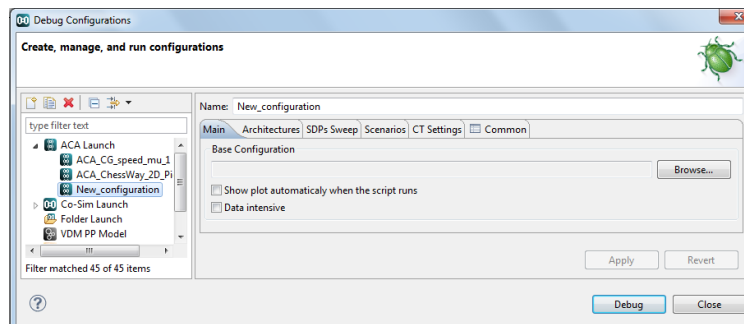 Debug Configurations
Create, manage, and run configurations
type filter text
ACA Launch
ACA_CG_speed_mu_1
ACA_ChessWay_2D_Pi
New_configuration
Co-Sim Launch
Folder Launch
VDM PP Model
Filter matched 45 of 45 items
Name: New_configuration
Main Architectures SDPs Sweep Scenarios CT Settings Common
Base Configuration
Browse...
Show plot automaticaly when the script runs
Data intensive
Apply Revert
? Debug Close